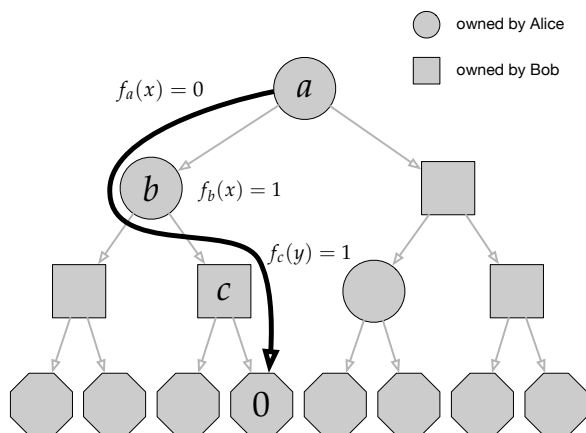 owned by Alice
owned by Bob
f_a(x) = 0
a
b
f_b(x) = 1
f_c(y) = 1
c
0